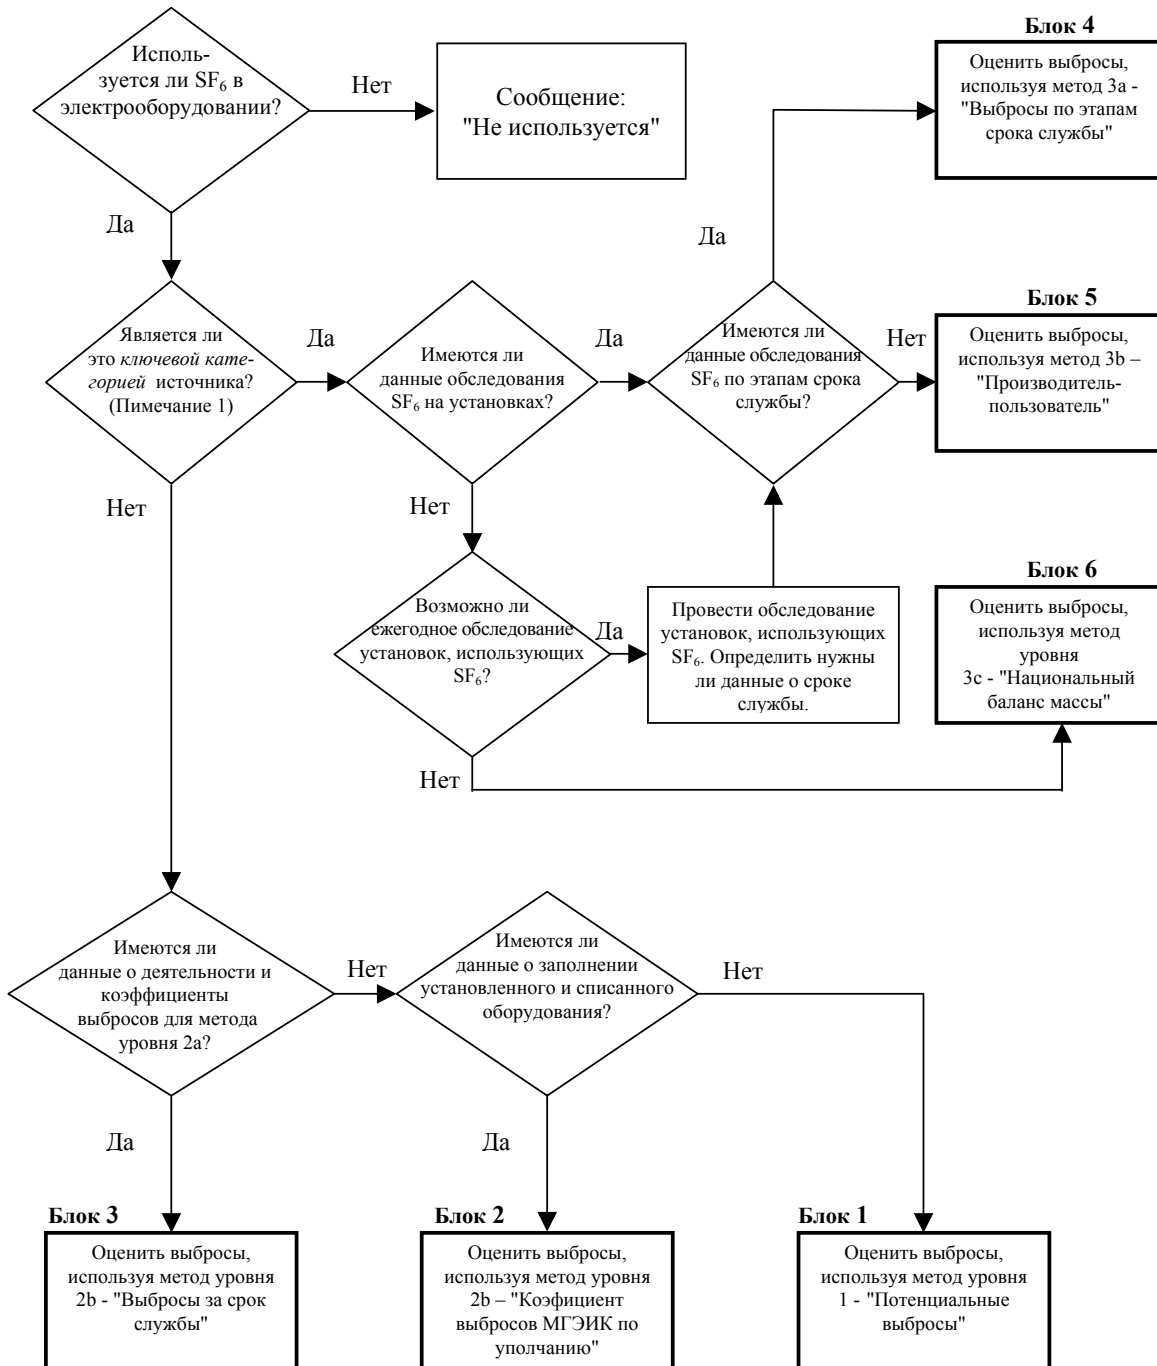 Исполь-
зуется ли SF₆ в
электрооборудовании?
Нет
Сообщение:
"Не используется"
Блок 4
Оценить выбросы,
используя метод 3а -
"Выбросы по этапам
срока службы"
Да
Да
Является ли
это ключевой кате-
горией источника?
(Пимечание 1)
Да
Имеются ли
данные обследования
SF₆ на установках?
Да
Имеются ли
данные обследования
SF₆ по этапам срока
службы?
Нет
Блок 5
Оценить выбросы,
используя метод 3b –
"Производитель-
пользователь"
Нет
Нет
Возможно ли
ежегодное обследование
установок, использующих
SF₆?
Да
Провести обследование
установок, использующих
SF₆. Определить нужны
ли данные о сроке
службы.
Блок 6
Оценить выбросы,
используя метод
уровня
3с - "Национальный
баланс массы"
Нет
Имеются ли
данные о деятельности и
коэффициенты
выбросов для метода
уровня 2а?
Нет
Имеются ли
данные о заполнении
установленного и списанного
оборудования?
Нет
Да
Да
Блок 3
Оценить выбросы,
используя метод уровня
2b - "Выбросы за срок
службы"
Блок 2
Оценить выбросы,
используя метод уровня
2b – "Коэфициент
выбросов МГЭИК по
умолчанию"
Блок 1
Оценить выбросы,
используя метод уровня
1 - "Потенциальные
выбросы"